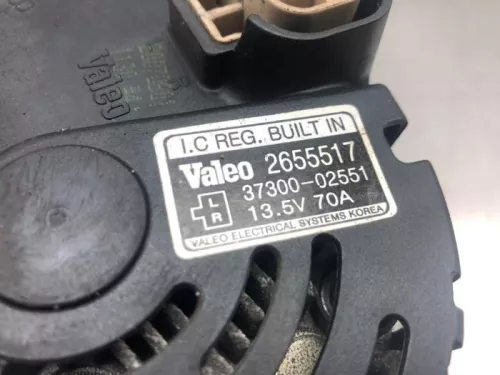 Valeo
I.C REG. BUILT IN
Valeo 2655517
37300-02551
L
R
13.5V 70A
VALEO ELECTRICAL SYSTEMS KOREA